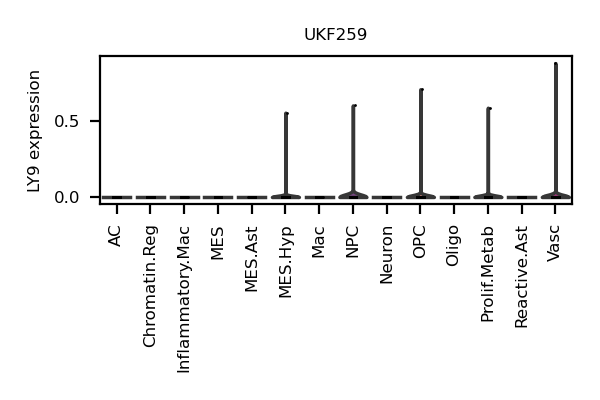 UKF259
LY9 expression
0.5
0.0
AC
Chromatin.Reg
Inflammatory.Mac
MES
MES.Ast
MES.Hyp
Mac
NPC
Neuron
OPC
Oligo
Prolif.Metab
Reactive.Ast
Vasc